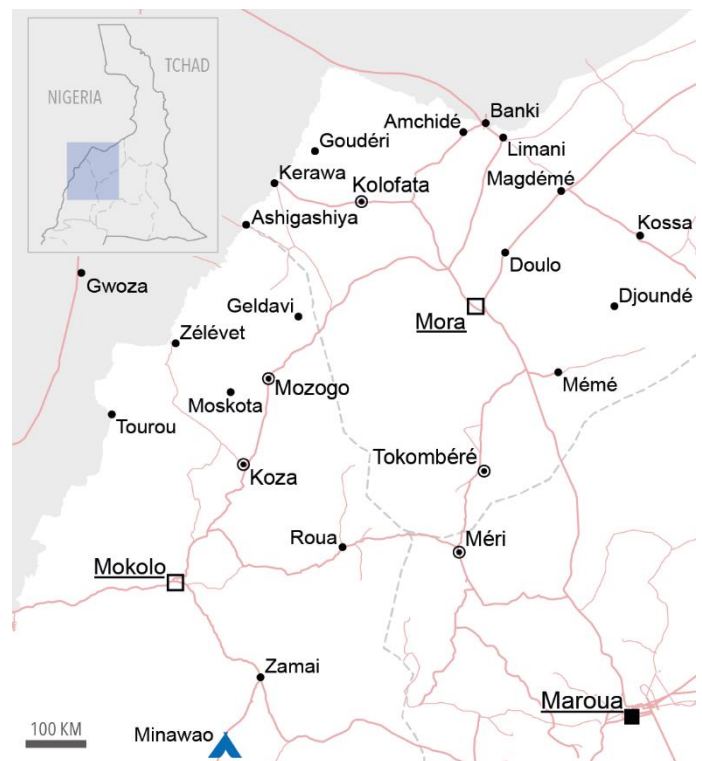 TCHAD
NIGERIA
Banki
Amchidé
Goudéri
Limani
Kerawa
Magdémé
Kolofata
Ashigashiya
Kossa
Doulo
Gwoza
Geldavi
Djoundé
Mora
Zélévet
Mozogo
Mémé
Moskota
Tourou
Tokombéré
Koza
Roua
Méri
Mokolo
Zamai
Maroua
100 KM
Minawao